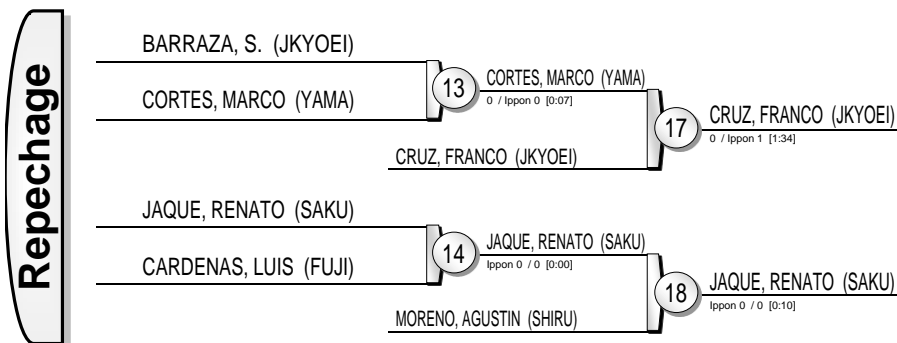 Repechage
BARRAZA, S. (JKYOEI)
CORTES, MARCO (YAMA)
13
CORTES, MARCO (YAMA)
0 / Ippon 0 [0:07]
CRUZ, FRANCO (JKYOEI)
17
CRUZ, FRANCO (JKYOEI)
0 / Ippon 1 [1:34]
JAQUE, RENATO (SAKU)
CARDENAS, LUIS (FUJI)
14
JAQUE, RENATO (SAKU)
Ippon 0 / 0 [0:00]
MORENO, AGUSTIN (SHIRU)
18
JAQUE, RENATO (SAKU)
Ippon 0 / 0 [0:10]